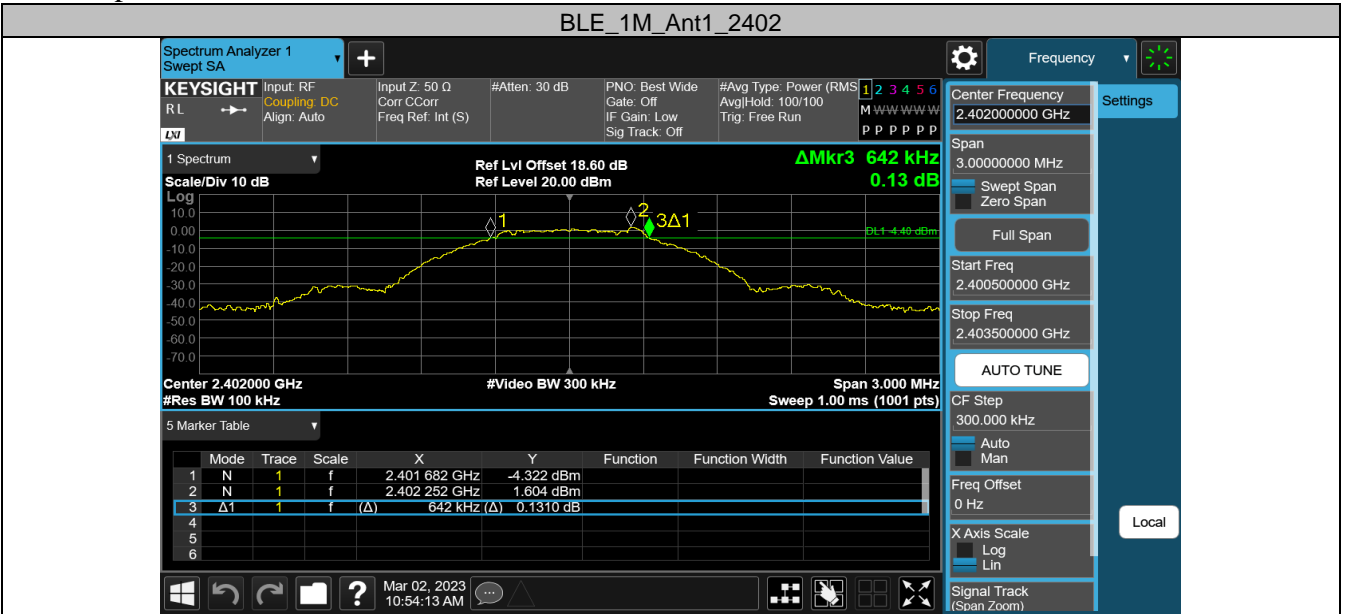 BLE_1M_Ant1_2402
Spectrum Analyzer 1
Swept SA
+
Frequency
KEYSIGHT
RL
LXI
Input: RF
Coupling: DC
Align: Auto
Input Z: 50 Ω
Corr CCorr
Freq Ref: Int (S)
#Atten: 30 dB
PNO: Best Wide
Gate: Off
IF Gain: Low
Sig Track: Off
#Avg Type: Power (RMS
Avg|Hold: 100/100
Trig: Free Run
1 2 3 4 5 6
M W W W W W
P P P P P P
1 Spectrum
Scale/Div 10 dB
Ref Lvl Offset 18.60 dB
Ref Level 20.00 dBm
ΔMkr3 642 kHz
0.13 dB
Log
10.0
0.00
-10.0
-20.0
-30.0
-40.0
-50.0
-60.0
-70.0
1
2
3Δ1
DL1 -4.40 dBm
Center 2.402000 GHz
#Video BW 300 kHz
Span 3.000 MHz
#Res BW 100 kHz
Sweep 1.00 ms (1001 pts)
5 Marker Table
Mode Trace Scale X Y Function Function Width Function Value
1 N 1 f 2.401 682 GHz -4.322 dBm
2 N 1 f 2.402 252 GHz 1.604 dBm
3 Δ1 1 f (Δ) 642 kHz (Δ) 0.1310 dB
4
5
6
?
Mar 02, 2023
10:54:13 AM
Center Frequency
2.402000000 GHz
Span
3.00000000 MHz
Swept Span
Zero Span
Full Span
Start Freq
2.400500000 GHz
Stop Freq
2.403500000 GHz
AUTO TUNE
CF Step
300.000 kHz
Auto
Man
Freq Offset
0 Hz
X Axis Scale
Log
Lin
Signal Track
(Span Zoom)
Settings
Local